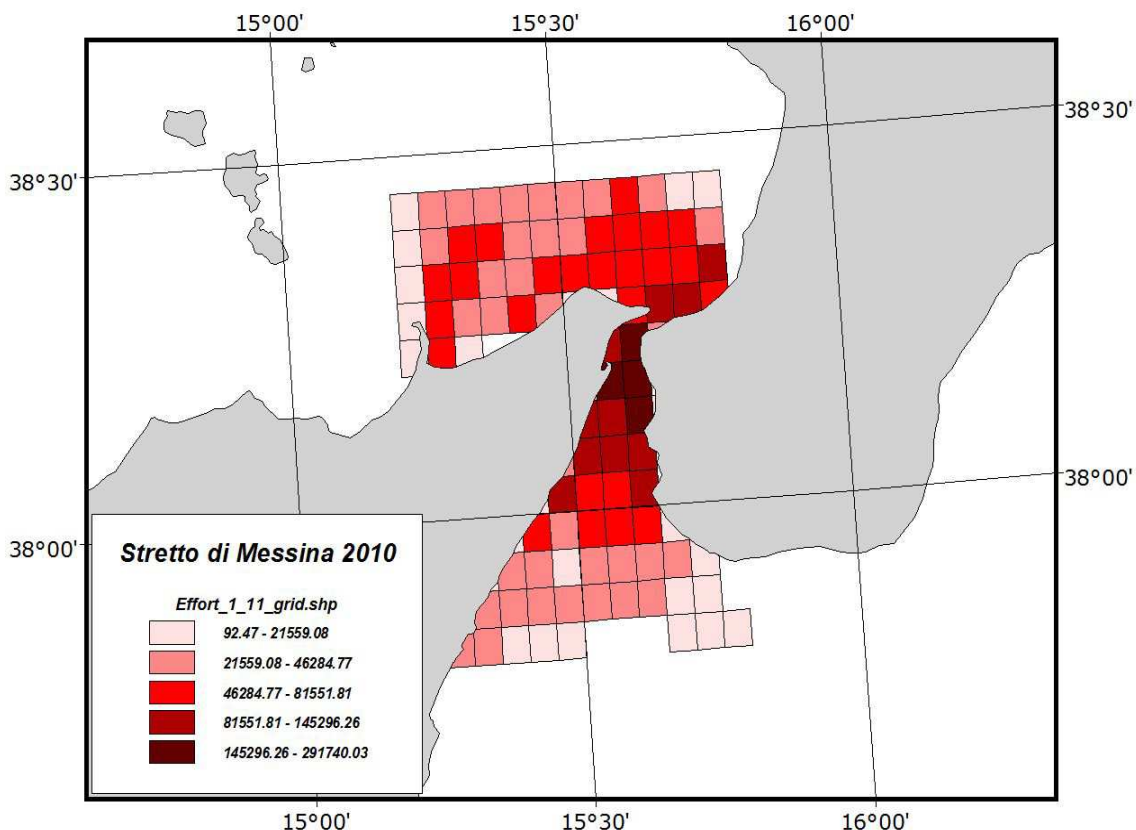 15°00' 15°30' 16°00'
38°30'
38°30'
38°00'
38°00'
Stretto di Messina 2010
Effort_1_11_grid.shp
92.47 - 21559.08
21559.08 - 46284.77
46284.77 - 81551.81
81551.81 - 145296.26
145296.26 - 291740.03
15°00' 15°30' 16°00'